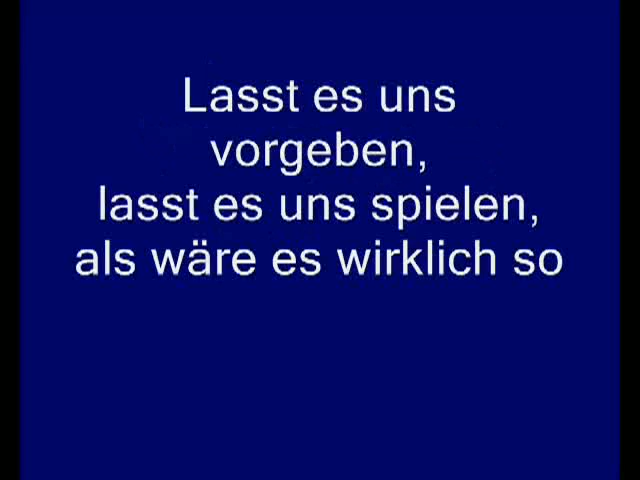 Lasst es uns
vorgeben,
lasst es uns spielen,
als wäre es wirklich so